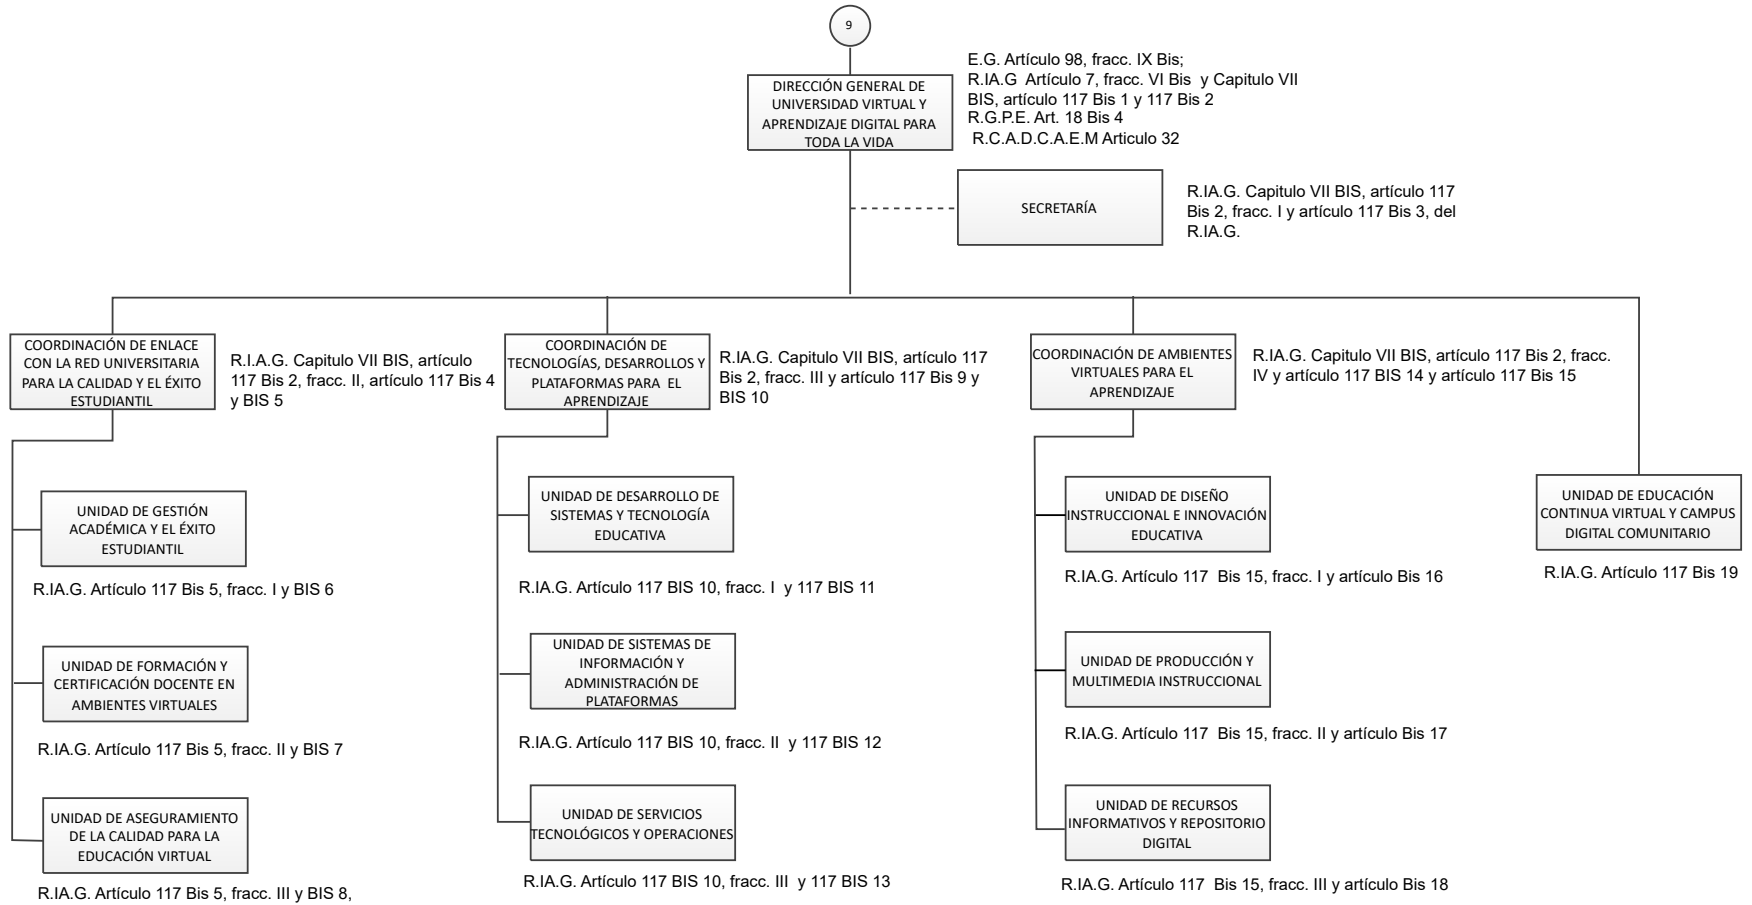 9
DIRECCIÓN GENERAL DE
UNIVERSIDAD VIRTUAL Y
APRENDIZAJE DIGITAL PARA
TODA LA VIDA
E.G. Artículo 98, fracc. IX Bis;
R.IA.G Artículo 7, fracc. VI Bis y Capitulo VII
BIS, artículo 117 Bis 1 y 117 Bis 2
R.G.P.E. Art. 18 Bis 4
R.C.A.D.C.A.E.M Articulo 32
SECRETARÍA
R.IA.G. Capitulo VII BIS, artículo 117
Bis 2, fracc. I y artículo 117 Bis 3, del
R.IA.G.
COORDINACIÓN DE ENLACE
CON LA RED UNIVERSITARIA
PARA LA CALIDAD Y EL ÉXITO
ESTUDIANTIL
R.I.A.G. Capitulo VII BIS, artículo
117 Bis 2, fracc. II, artículo 117 Bis 4
y BIS 5
COORDINACIÓN DE
TECNOLOGÍAS, DESARROLLOS Y
PLATAFORMAS PARA EL
APRENDIZAJE
R.IA.G. Capitulo VII BIS, artículo 117
Bis 2, fracc. III y artículo 117 Bis 9 y
BIS 10
COORDINACIÓN DE AMBIENTES
VIRTUALES PARA EL
APRENDIZAJE
R.IA.G. Capitulo VII BIS, artículo 117 Bis 2, fracc.
IV y artículo 117 BIS 14 y artículo 117 Bis 15
UNIDAD DE GESTIÓN
ACADÉMICA Y EL ÉXITO
ESTUDIANTIL
R.IA.G. Artículo 117 Bis 5, fracc. I y BIS 6
UNIDAD DE FORMACIÓN Y
CERTIFICACIÓN DOCENTE EN
AMBIENTES VIRTUALES
R.IA.G. Artículo 117 Bis 5, fracc. II y BIS 7
UNIDAD DE ASEGURAMIENTO
DE LA CALIDAD PARA LA
EDUCACIÓN VIRTUAL
R.IA.G. Artículo 117 Bis 5, fracc. III y BIS 8,
UNIDAD DE DESARROLLO DE
SISTEMAS Y TECNOLOGÍA
EDUCATIVA
R.IA.G. Artículo 117 BIS 10, fracc. I y 117 BIS 11
UNIDAD DE SISTEMAS DE
INFORMACIÓN Y
ADMINISTRACIÓN DE
PLATAFORMAS
R.IA.G. Artículo 117 BIS 10, fracc. II y 117 BIS 12
UNIDAD DE SERVICIOS
TECNOLÓGICOS Y OPERACIONES
R.IA.G. Artículo 117 BIS 10, fracc. III y 117 BIS 13
UNIDAD DE DISEÑO
INSTRUCCIONAL E INNOVACIÓN
EDUCATIVA
R.IA.G. Artículo 117 Bis 15, fracc. I y artículo Bis 16
UNIDAD DE PRODUCCIÓN Y
MULTIMEDIA INSTRUCCIONAL
R.IA.G. Artículo 117 Bis 15, fracc. II y artículo Bis 17
UNIDAD DE RECURSOS
INFORMATIVOS Y REPOSITORIO
DIGITAL
R.IA.G. Artículo 117 Bis 15, fracc. III y artículo Bis 18
UNIDAD DE EDUCACIÓN
CONTINUA VIRTUAL Y CAMPUS
DIGITAL COMUNITARIO
R.IA.G. Artículo 117 Bis 19